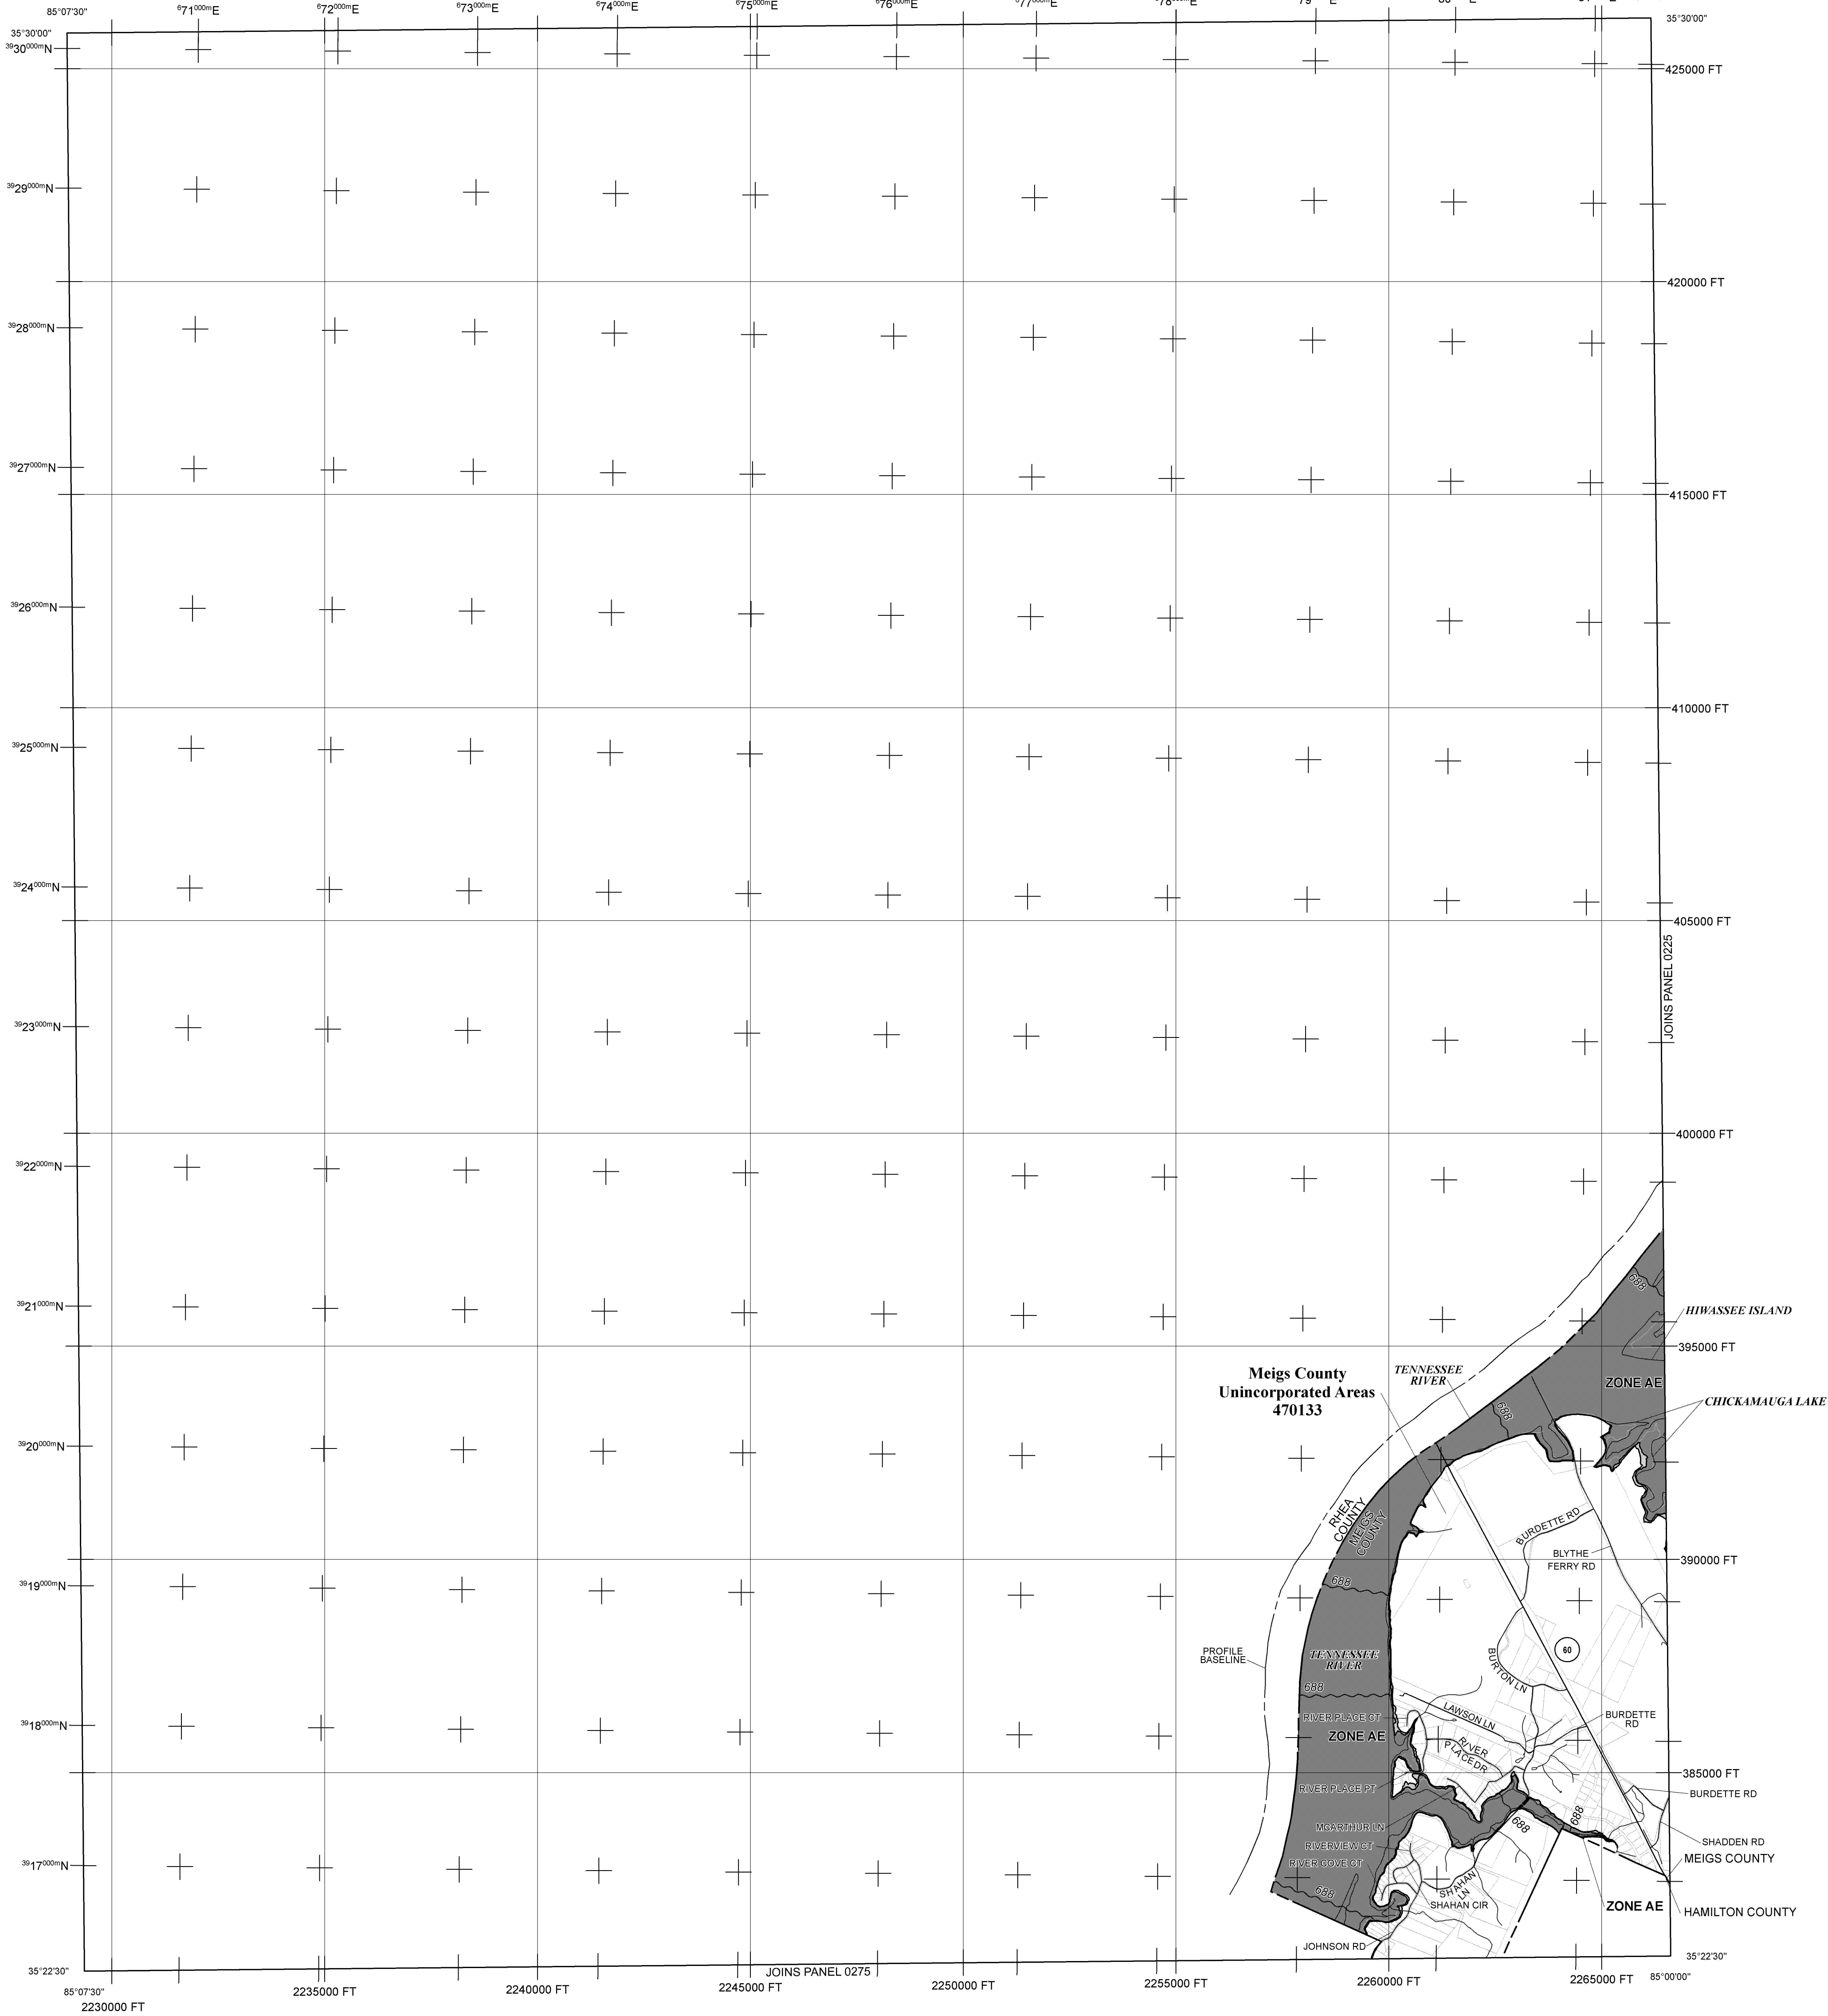 85°07'30"
35°30'00"
⁶71⁰⁰⁰ᵐE
⁶72⁰⁰⁰ᵐE
⁶73⁰⁰⁰ᵐE
⁶74⁰⁰⁰ᵐE
⁶75⁰⁰⁰ᵐE
⁶76⁰⁰⁰ᵐE
⁶77⁰⁰⁰ᵐE
35°30'00"
³⁹30⁰⁰⁰ᵐN
425000 FT
³⁹29⁰⁰⁰ᵐN
420000 FT
³⁹28⁰⁰⁰ᵐN
³⁹27⁰⁰⁰ᵐN
415000 FT
³⁹26⁰⁰⁰ᵐN
410000 FT
³⁹25⁰⁰⁰ᵐN
³⁹24⁰⁰⁰ᵐN
405000 FT
JOINS PANEL 0225
³⁹23⁰⁰⁰ᵐN
400000 FT
³⁹22⁰⁰⁰ᵐN
688
³⁹21⁰⁰⁰ᵐN
HIWASSEE ISLAND
395000 FT
Meigs County
Unincorporated Areas
470133
TENNESSEE
RIVER
ZONE AE
CHICKAMAUGA LAKE
688
³⁹20⁰⁰⁰ᵐN
RHEA
COUNTY
MEIGS
COUNTY
BURDETTE RD
BLYTHE
FERRY RD
390000 FT
³⁹19⁰⁰⁰ᵐN
688
60
PROFILE
BASELINE
TENNESSEE
RIVER
BURTON LN
688
LAWSON LN
RIVER PLACE CT
BURDETTE
RD
³⁹18⁰⁰⁰ᵐN
ZONE AE
RIVER
PLACE DR
385000 FT
RIVER PLACE PT
BURDETTE RD
688
688
MCARTHUR LN
SHADDEN RD
RIVERVIEW CT
MEIGS COUNTY
RIVER COVE CT
³⁹17⁰⁰⁰ᵐN
688
SHAHAN
LN
SHAHAN CIR
ZONE AE
HAMILTON COUNTY
JOHNSON RD
35°22'30"
35°22'30"
JOINS PANEL 0275
85°07'30"
2230000 FT
2235000 FT
2240000 FT
2245000 FT
2250000 FT
2255000 FT
2260000 FT
2265000 FT
85°00'00"